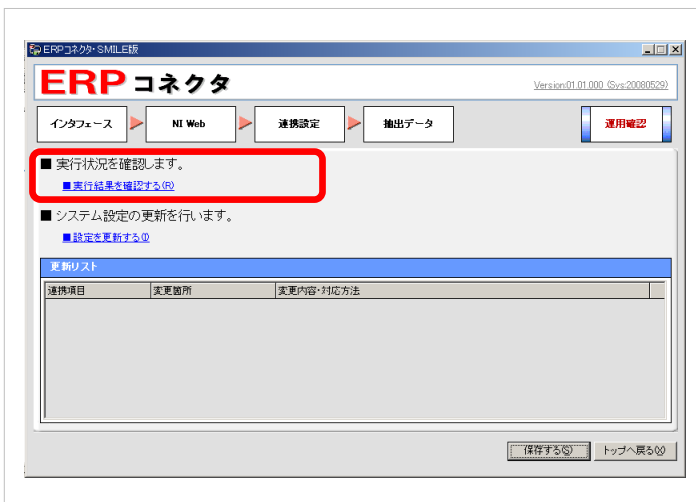 ERPコネクタ・SMILE版
ERP コネクタ
Version:01.01.000 (Sys:20080529)
インタフェース
NI Web
連携設定
抽出データ
運用確認
■ 実行状況を確認します。
■実行結果を確認する(R)
■ システム設定の更新を行います。
■設定を更新する(I)
更新リスト
連携項目 変更箇所 変更内容・対応方法
保存する(S) トップへ戻る(X)